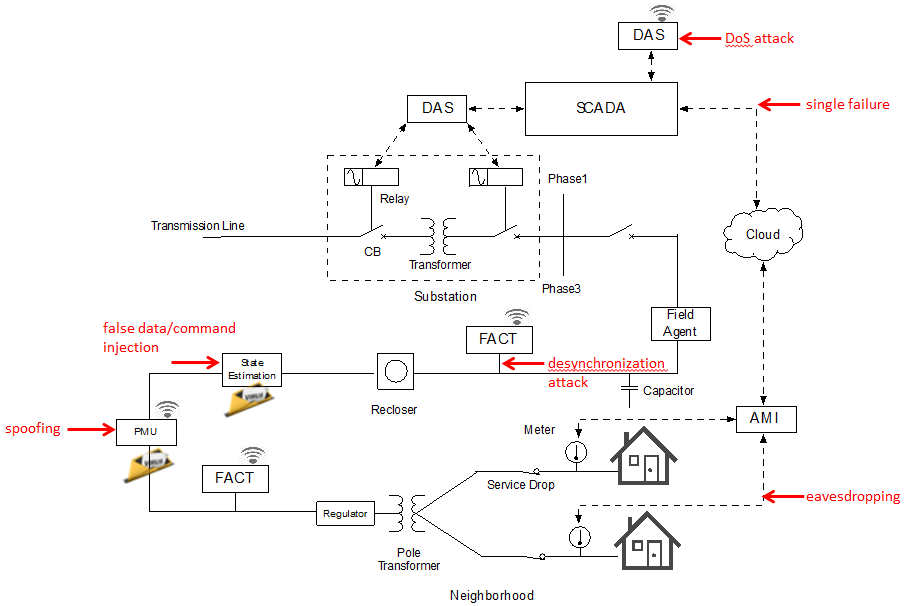 DAS
DoS attack
DAS
SCADA
single failure
Phase1
Relay
Transmission Line
Cloud
CB
Transformer
Phase3
Substation
Field
Agent
false data/command
injection
FACT
State
Estimation
desynchronization
attack
Capacitor
VIRUS
Recloser
spoofing
PMU
Meter
AMI
VIRUS
FACT
Service Drop
eavesdropping
Regulator
Pole
Transformer
Neighborhood